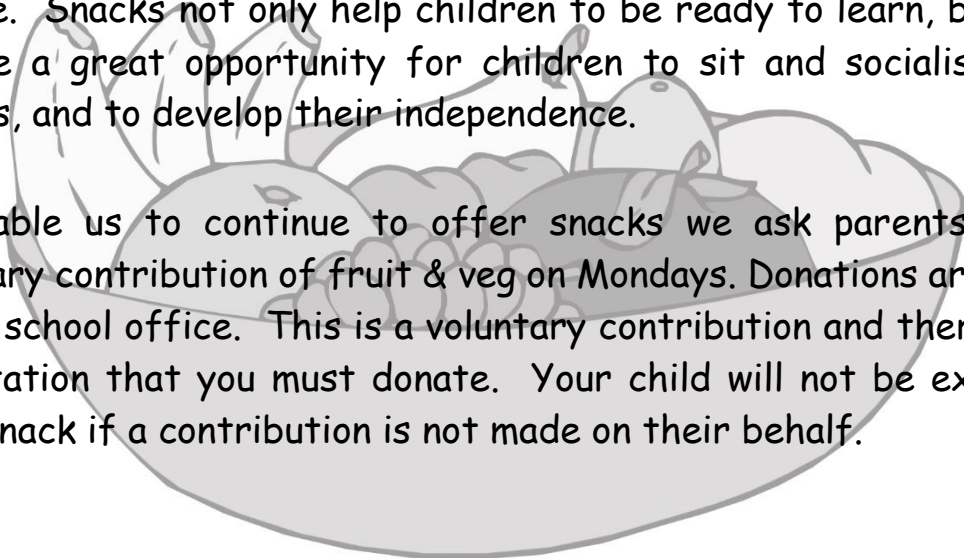 e. Snacks not only help children to be ready to learn, b
e a great opportunity for children to sit and socialis
s, and to develop their independence.
able us to continue to offer snacks we ask parents
ary contribution of fruit & veg on Mondays. Donations ar
school office. This is a voluntary contribution and ther
tation that you must donate. Your child will not be ex
nack if a contribution is not made on their behalf.